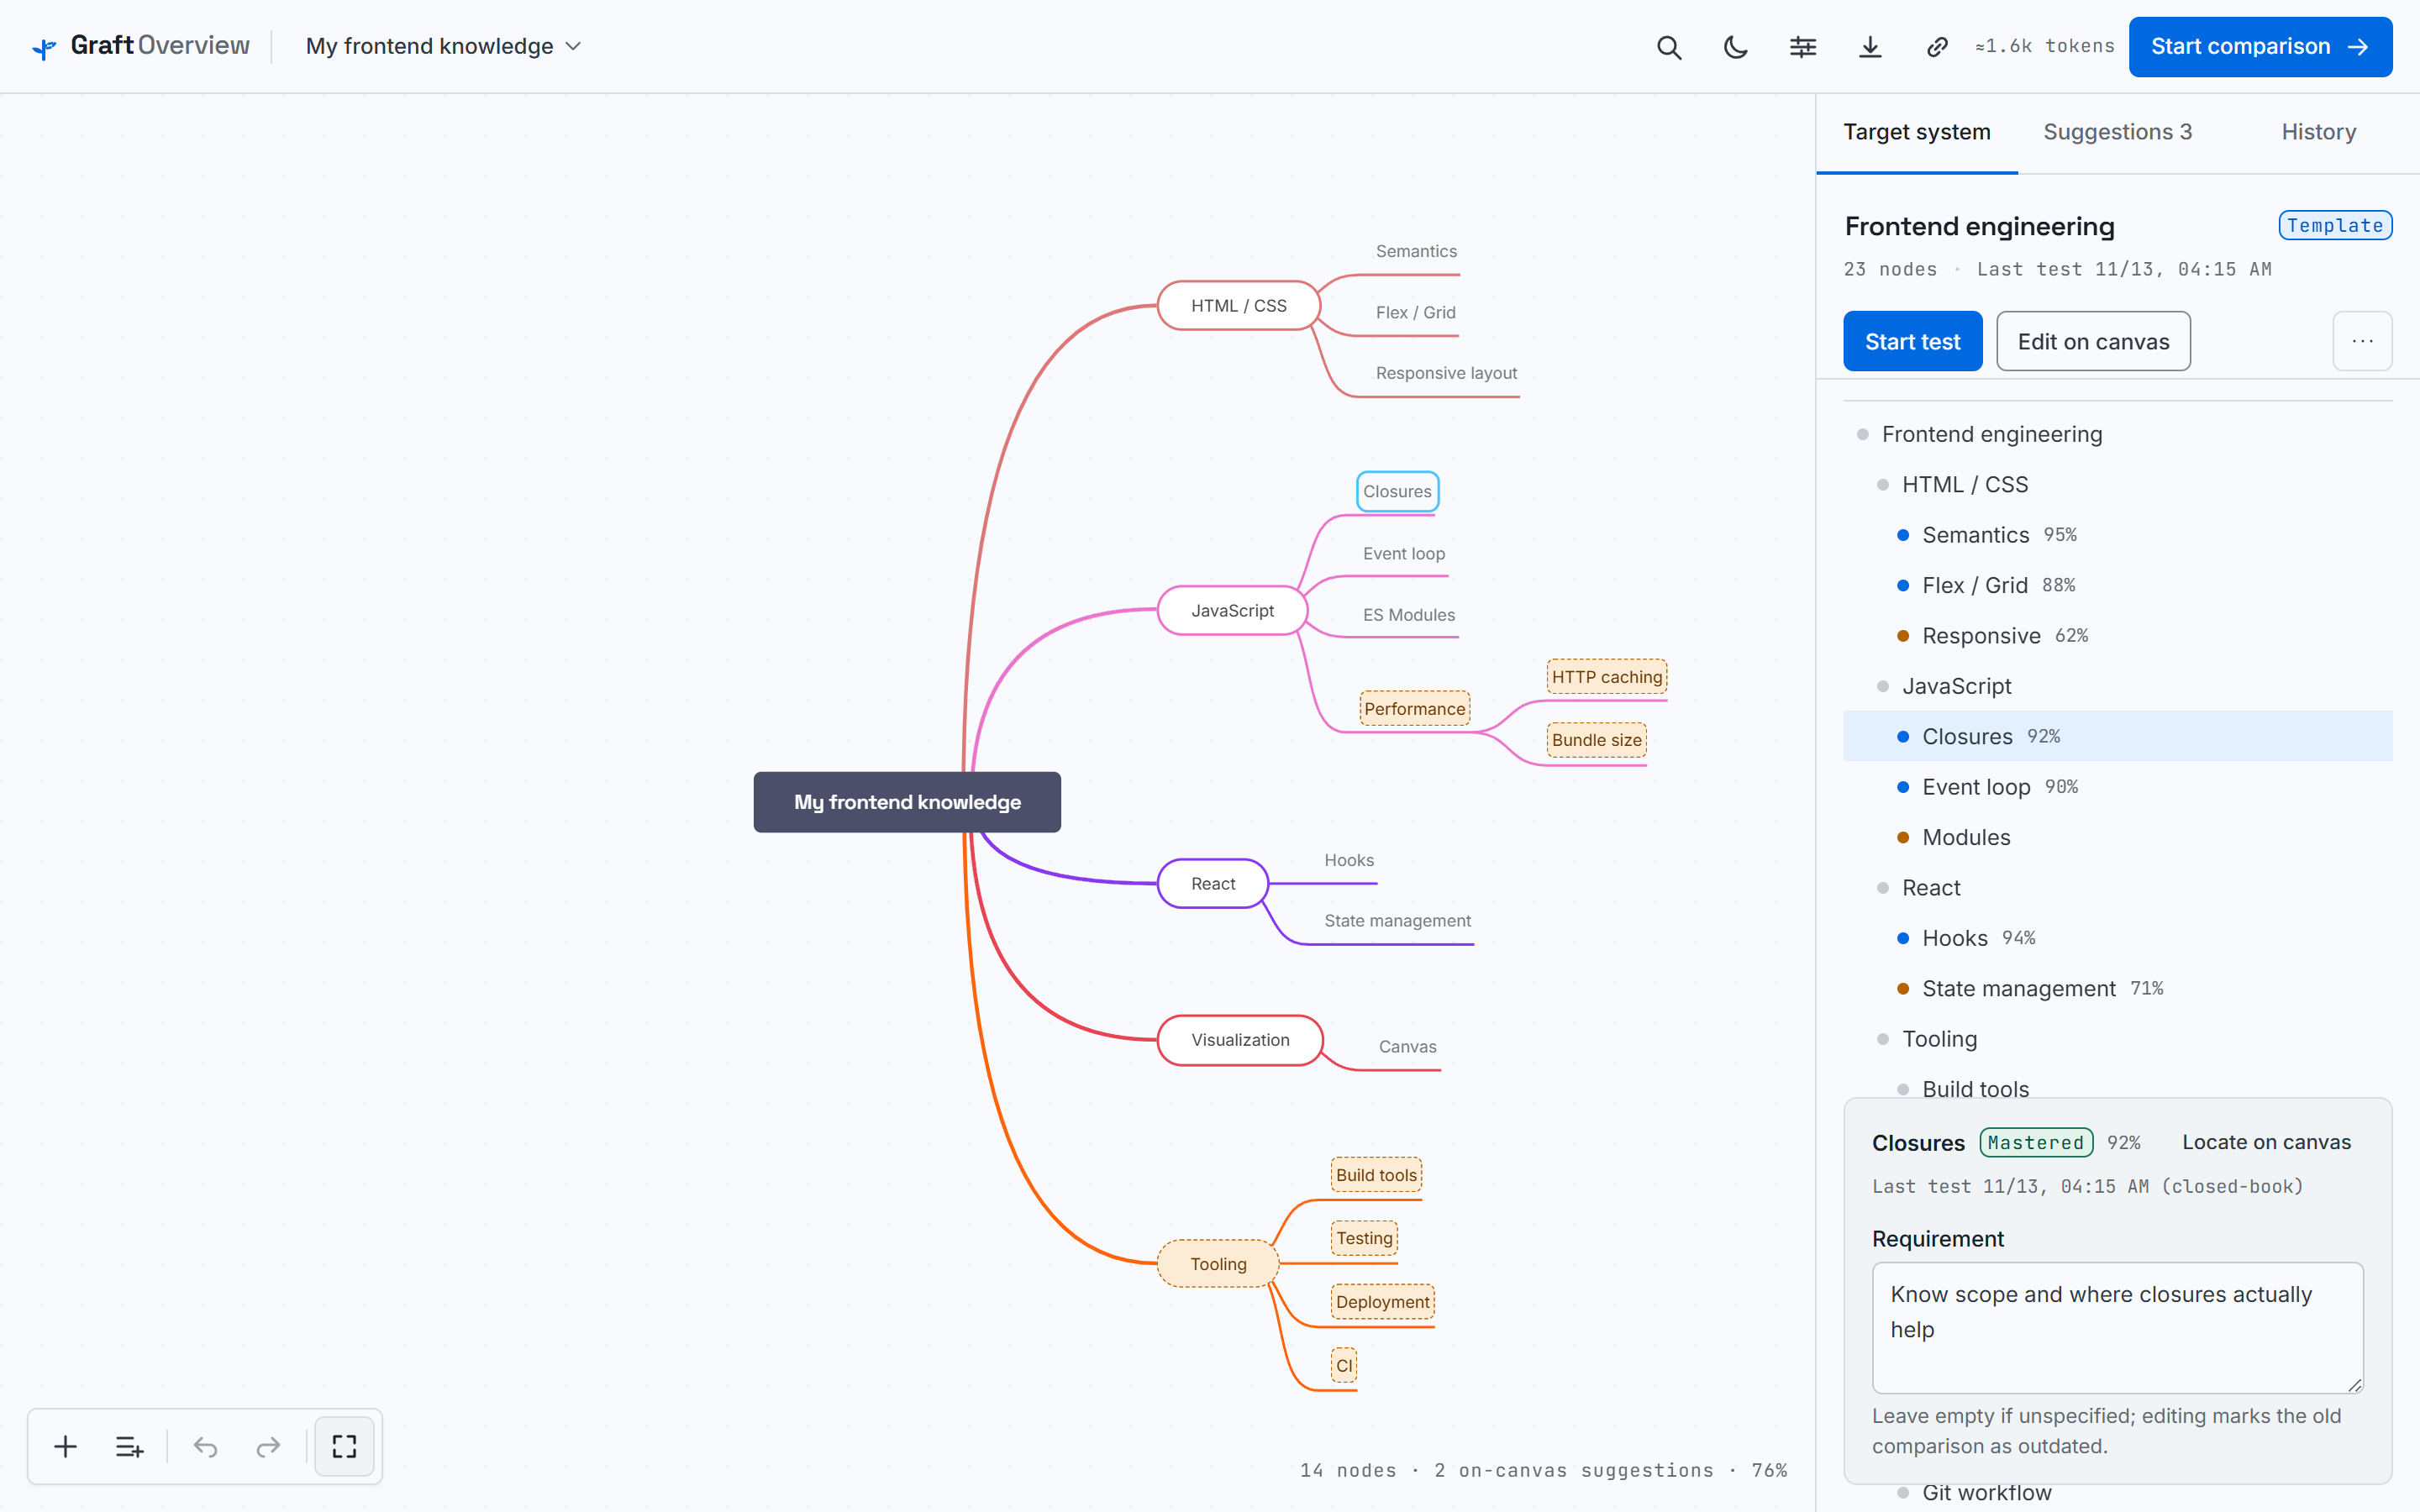 Graft Overview
My frontend knowledge
≈1.6k tokens
Start comparison
Semantics
HTML / CSS
Flex / Grid
Responsive layout
Closures
Event loop
JavaScript
ES Modules
HTTP caching
Performance
Bundle size
My frontend knowledge
Hooks
React
State management
Visualization
Canvas
Build tools
Testing
Tooling
Deployment
CI
14 nodes · 2 on-canvas suggestions · 76%
Target system
Suggestions 3
History
Frontend engineering
Template
23 nodes · Last test 11/13, 04:15 AM
Start test
Edit on canvas
...
Frontend engineering
HTML / CSS
Semantics 95%
Flex / Grid 88%
Responsive 62%
JavaScript
Closures 92%
Event loop 90%
Modules
React
Hooks 94%
State management 71%
Tooling
Build tools
Closures Mastered 92% Locate on canvas
Last test 11/13, 04:15 AM (closed-book)
Requirement
Know scope and where closures actually
help
Leave empty if unspecified; editing marks the old
comparison as outdated.
Git workflow